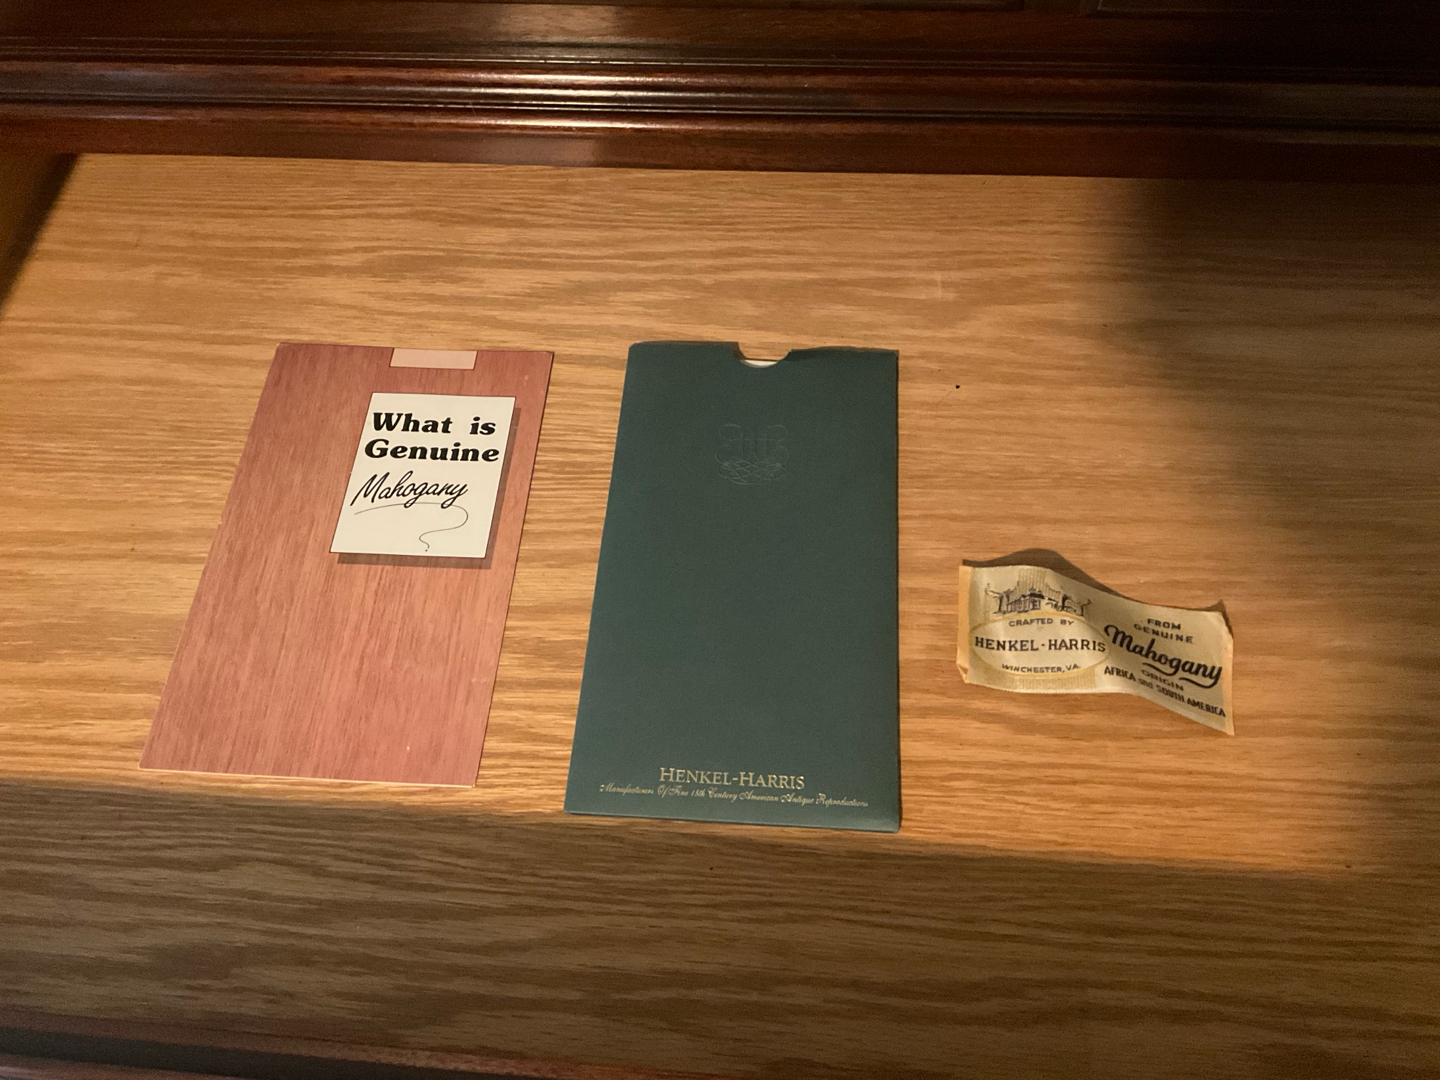 What is
Genuine
Mahogany
HENKEL-HARRIS
Manufacturers Of Fine 18th Century American Antique Reproductions
CRAFTED BY
HENKEL-HARRIS
WINCHESTER, VA.
FROM
GENUINE
Mahogany
ORIGIN
AFRICA and SOUTH AMERICA